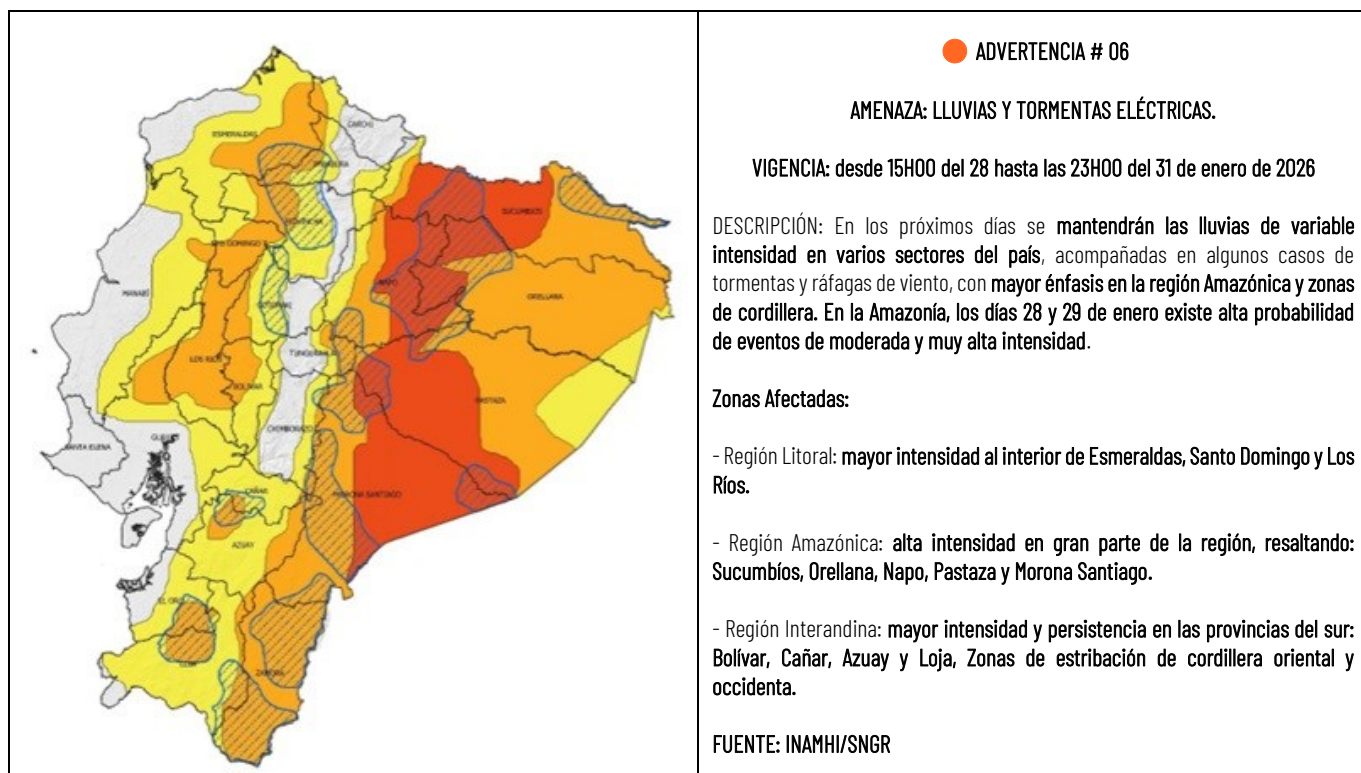 ADVERTENCIA # 06
AMENAZA: LLUVIAS Y TORMENTAS ELÉCTRICAS.
VIGENCIA: desde 15H00 del 28 hasta las 23H00 del 31 de enero de 2026
DESCRIPCIÓN: En los próximos días se mantendrán las lluvias de variable
intensidad en varios sectores del país, acompañadas en algunos casos de
tormentas y ráfagas de viento, con mayor énfasis en la región Amazónica y zonas
de cordillera. En la Amazonía, los días 28 y 29 de enero existe alta probabilidad
de eventos de moderada y muy alta intensidad.
Zonas Afectadas:
- Región Litoral: mayor intensidad al interior de Esmeraldas, Santo Domingo y Los
Ríos.
- Región Amazónica: alta intensidad en gran parte de la región, resaltando:
Sucumbíos, Orellana, Napo, Pastaza y Morona Santiago.
- Región Interandina: mayor intensidad y persistencia en las provincias del sur:
Bolívar, Cañar, Azuay y Loja, Zonas de estribación de cordillera oriental y
occidenta.
FUENTE: INAMHI/SNGR
ESMERALDAS
CARCHI
SUCUMBIOS
MANABI
NAPO
ORELLANA
LOS RIOS
BOLIVAR
PASTAZA
CHIMBORAZO
SANTA ELENA
CAÑAR
MORONA SANTIAGO
AZUAY
EL ORO
ZAMORA